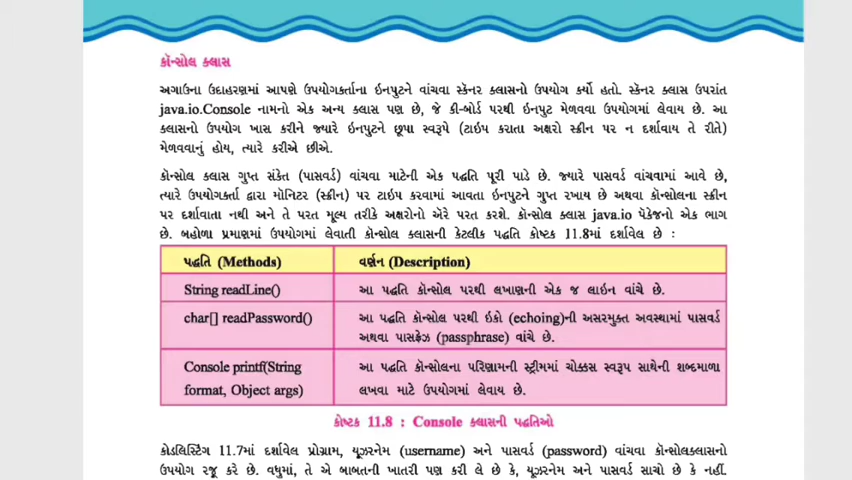 કૉન્સોલ ક્લાસ
અગાઉના ઉદાહરણમાં આપણે ઉપયોગકર્તાના ઇનપુટને વાંચવા સ્કૅનર ક્લાસનો ઉપયોગ કર્યો હતો. સ્કૅનર ક્લાસ ઉપરાંત
java.io.Console નામનો એક અન્ય ક્લાસ પણ છે, જે કી-બોર્ડ પરથી ઇનપુટ મેળવવા ઉપયોગમાં લેવાય છે. આ
ક્લાસનો ઉપયોગ ખાસ કરીને જ્યારે ઇનપુટને છૂપા સ્વરૂપે (ટાઇપ કરાતા અક્ષરો સ્ક્રીન પર ન દર્શાવાય તે રીતે)
મેળવવાનું હોય, ત્યારે કરીએ છીએ.
કૉન્સોલ ક્લાસ ગુપ્ત સંકેત (પાસવર્ડ) વાંચવા માટેની એક પદ્ધતિ પૂરી પાડે છે. જ્યારે પાસવર્ડ વાંચવામાં આવે છે,
ત્યારે ઉપયોગકર્તા દ્વારા મૉનિટર (સ્ક્રીન) પર ટાઇપ કરવામાં આવતા ઇનપુટને ગુપ્ત રખાય છે અથવા કૉન્સોલના સ્ક્રીન
પર દર્શાવાતા નથી અને તે પરત મૂલ્ય તરીકે અક્ષરોનો ઍરે પરત કરશે. કૉન્સોલ ક્લાસ java.io પૅકેજનો એક ભાગ
છે. બહોળા પ્રમાણમાં ઉપયોગમાં લેવાતી કૉન્સોલ ક્લાસની કેટલીક પદ્ધતિ કોષ્ટક 11.8માં દર્શાવેલ છે :
પદ્ધતિ (Methods) વર્ણન (Description)
String readLine() આ પદ્ધતિ કૉન્સોલ પરથી લખાણની એક જ લાઇન વાંચે છે.
char[] readPassword() આ પદ્ધતિ કૉન્સોલ પરથી ઇકો (echoing)ની અસરમુક્ત અવસ્થામાં પાસવર્ડ
અથવા પાસફ્રેઝ (passphrase) વાંચે છે.
Console printf(String આ પદ્ધતિ કૉન્સોલના પરિણામની સ્ટ્રીમમાં ચોક્કસ સ્વરૂપ સાથેની શબ્દમાળા
format, Object args) લખવા માટે ઉપયોગમાં લેવાય છે.
કોષ્ટક 11.8 : Console ક્લાસની પદ્ધતિઓ
કોડલિસ્ટિંગ 11.7માં દર્શાવેલ પ્રોગ્રામ, યૂઝરનેમ (username) અને પાસવર્ડ (password) વાંચવા કૉન્સોલક્લાસનો
ઉપયોગ રજૂ કરે છે. વધુમાં, તે એ બાબતની ખાતરી પણ કરી લે છે કે, યૂઝરનેમ અને પાસવર્ડ સાચો છે કે નહીં.